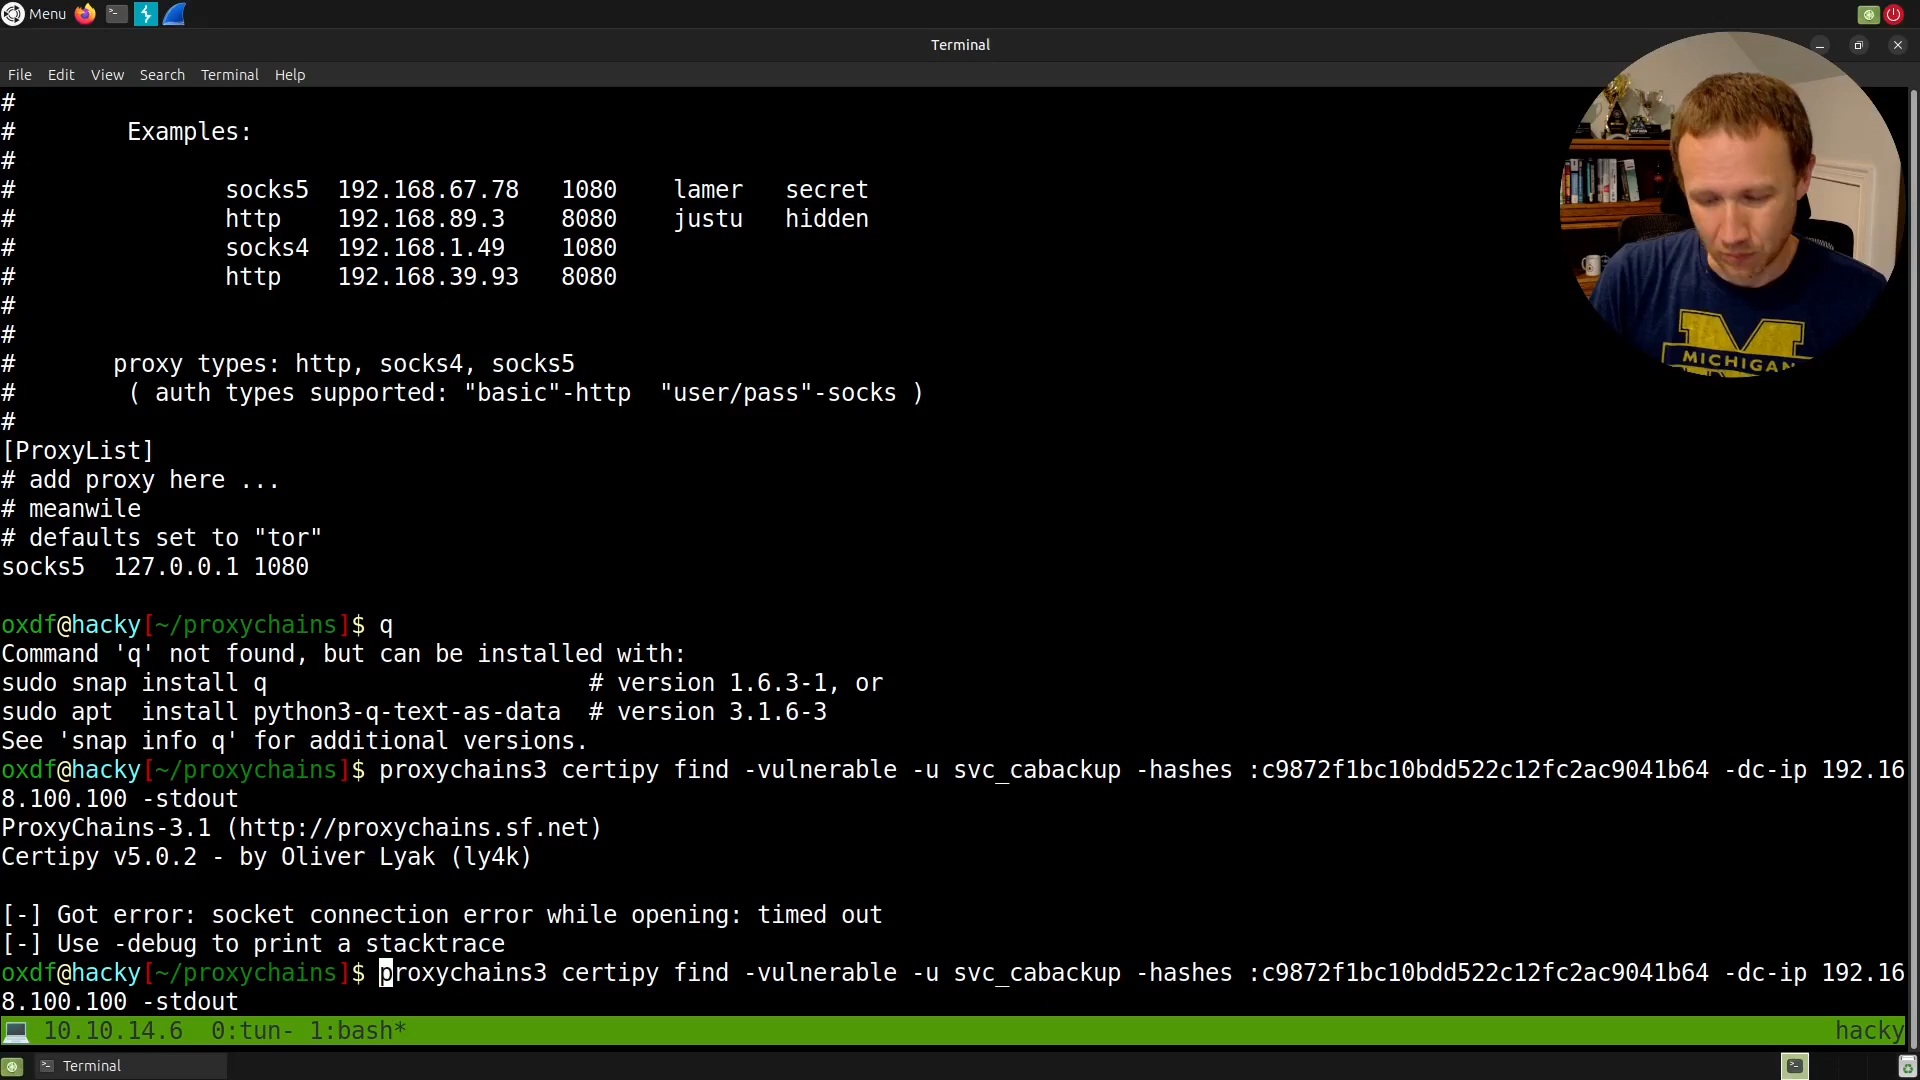 Menu
Terminal
File Edit View Search Terminal Help
#
# Examples:
#
# socks5 192.168.67.78 1080 lamer secret
# http 192.168.89.3 8080 justu hidden
# socks4 192.168.1.49 1080
# http 192.168.39.93 8080
#
#
# proxy types: http, socks4, socks5
# ( auth types supported: "basic"-http "user/pass"-socks )
#
[ProxyList]
# add proxy here ...
# meanwile
# defaults set to "tor"
socks5 127.0.0.1 1080
oxdf@hacky[~/proxychains]$ q
Command 'q' not found, but can be installed with:
sudo snap install q # version 1.6.3-1, or
sudo apt install python3-q-text-as-data # version 3.1.6-3
See 'snap info q' for additional versions.
oxdf@hacky[~/proxychains]$ proxychains3 certipy find -vulnerable -u svc_cabackup -hashes :c9872f1bc10bdd522c12fc2ac9041b64 -dc-ip 192.16
8.100.100 -stdout
ProxyChains-3.1 (http://proxychains.sf.net)
Certipy v5.0.2 - by Oliver Lyak (ly4k)
[-] Got error: socket connection error while opening: timed out
[-] Use -debug to print a stacktrace
oxdf@hacky[~/proxychains]$ proxychains3 certipy find -vulnerable -u svc_cabackup -hashes :c9872f1bc10bdd522c12fc2ac9041b64 -dc-ip 192.16
8.100.100 -stdout
10.10.14.6 0:tun- 1:bash* hacky
Terminal
M
MICHIGAN